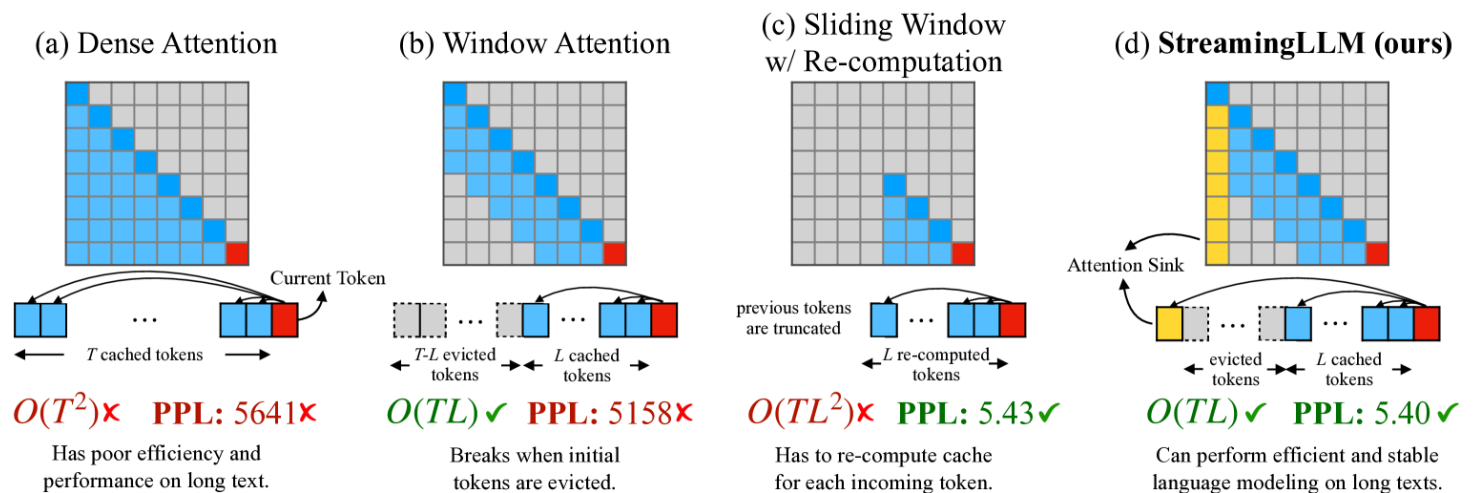 (a) Dense Attention
Current Token
...
T cached tokens
O(T²)✗ PPL: 5641✗
Has poor efficiency and
performance on long text.
(b) Window Attention
...
...
T-L evicted
tokens
L cached
tokens
O(TL)✓ PPL: 5158✗
Breaks when initial
tokens are evicted.
(c) Sliding Window
w/ Re-computation
previous tokens
are truncated
...
L re-computed
tokens
O(TL²)✗ PPL: 5.43✓
Has to re-compute cache
for each incoming token.
(d) StreamingLLM (ours)
Attention Sink
...
...
evicted
tokens
L cached
tokens
O(TL)✓ PPL: 5.40✓
Can perform efficient and stable
language modeling on long texts.